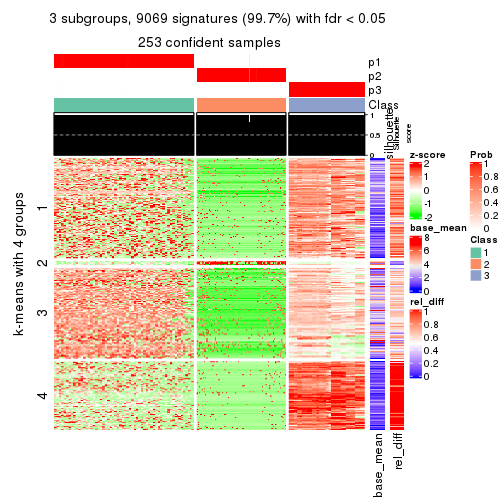 3 subgroups, 9069 signatures (99.7%) with fdr < 0.05
253 confident samples
p1
p2
p3
Class
silhouette
Silhouette
score
1
0.5
0
k-means with 4 groups
1
2
3
4
base_mean
rel_diff
z-score
2
1
0
-1
-2
base_mean
8
6
4
2
0
rel_diff
1
0.8
0.6
0.4
0.2
0
Prob
1
0.8
0.6
0.4
0.2
0
Class
1
2
3